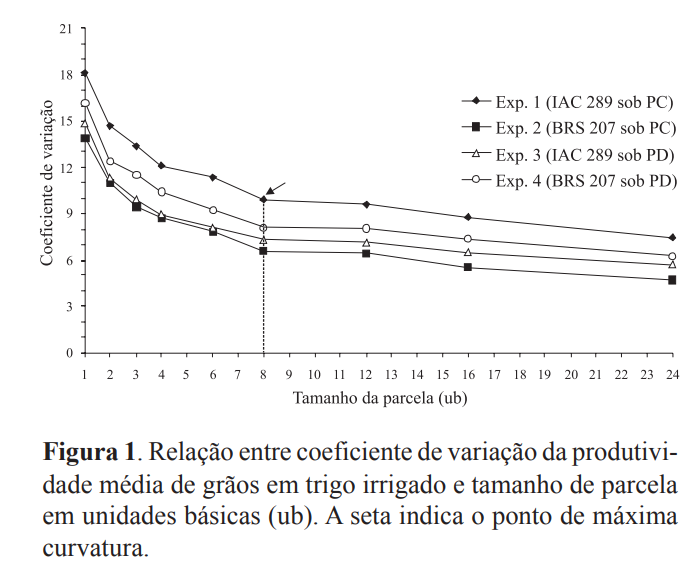 21
18
15
12
9
6
3
0
Coeficiente de variação
Exp. 1 (IAC 289 sob PC)
Exp. 2 (BRS 207 sob PC)
Exp. 3 (IAC 289 sob PD)
Exp. 4 (BRS 207 sob PD)
1 2 3 4 5 6 7 8 9 10 11 12 13 14 15 16 17 18 19 20 21 22 23 24
Tamanho da parcela (ub)
Figura 1. Relação entre coeficiente de variação da produtivi-
dade média de grãos em trigo irrigado e tamanho de parcela
em unidades básicas (ub). A seta indica o ponto de máxima
curvatura.